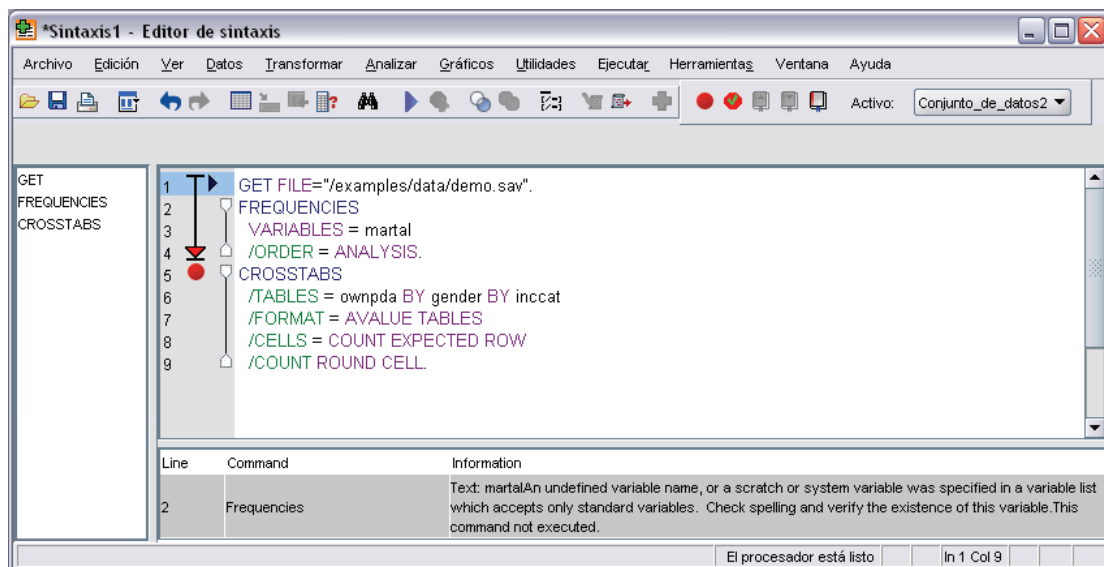 *Sintaxis1 - Editor de sintaxis
Archivo Edición Ver Datos Transformar Analizar Gráficos Utilidades Ejecutar Herramientas Ventana Ayuda
Activo: Conjunto_de_datos2
GET
FREQUENCIES
CROSSTABS
1 GET FILE="/examples/data/demo.sav".
2 FREQUENCIES
3 VARIABLES = martal
4 /ORDER = ANALYSIS.
5 CROSSTABS
6 /TABLES = ownpda BY gender BY inccat
7 /FORMAT = AVALUE TABLES
8 /CELLS = COUNT EXPECTED ROW
9 /COUNT ROUND CELL.
Line Command Information
2 Frequencies Text: martalAn undefined variable name, or a scratch or system variable was specified in a variable list
which accepts only standard variables. Check spelling and verify the existence of this variable.This
command not executed.
El procesador está listo In 1 Col 9